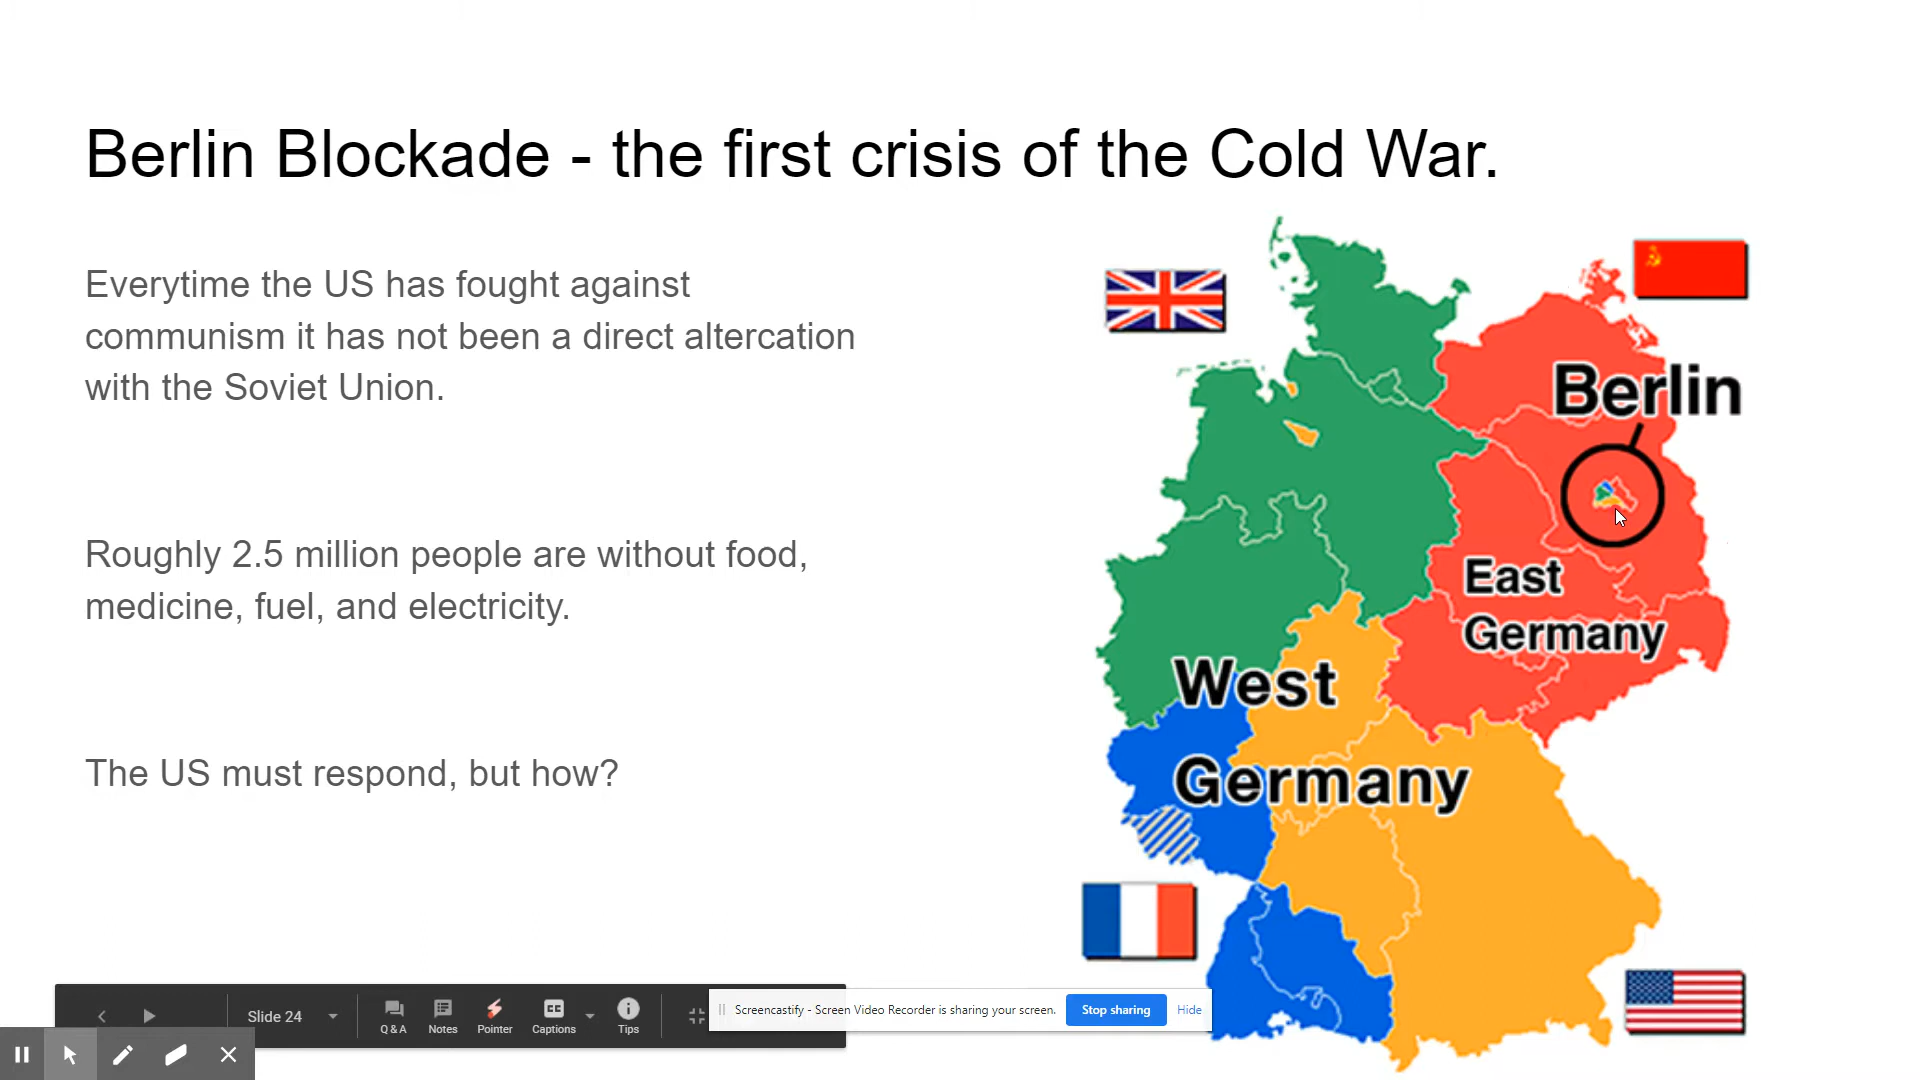 Berlin Blockade - the first crisis of the Cold War.
Everytime the US has fought against
communism it has not been a direct altercation
with the Soviet Union.
Roughly 2.5 million people are without food,
medicine, fuel, and electricity.
The US must respond, but how?
Berlin
East
Germany
West
Germany
Slide 24
Q & A
Notes
Pointer
CC
Captions
Tips
Screencastify - Screen Video Recorder is sharing your screen.
Stop sharing
Hide